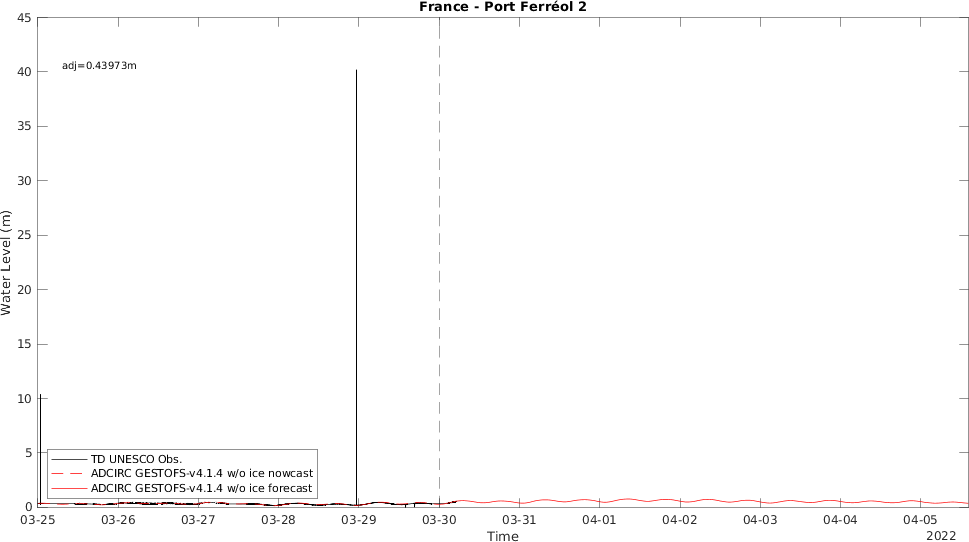 France - Port Ferréol 2
45
40
35
30
25
20
15
10
5
0
Water Level (m)
adj=0.43973m
TD UNESCO Obs.
ADCIRC GESTOFS-v4.1.4 w/o ice nowcast
ADCIRC GESTOFS-v4.1.4 w/o ice forecast
03-25 03-26 03-27 03-28 03-29 03-30 03-31 04-01 04-02 04-03 04-04 04-05
2022
Time